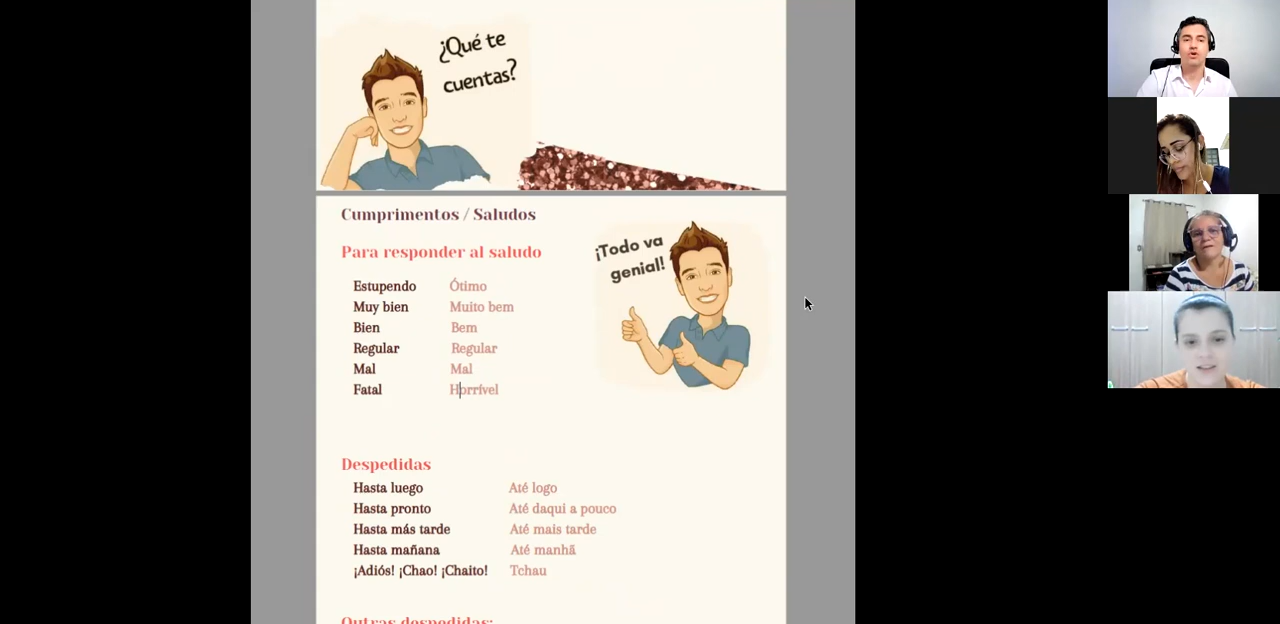 ¿Qué te
cuentas?
Cumprimentos / Saludos
¡Todo va
genial!
Para responder al saludo
Estupendo Ótimo
Muy bien Muito bem
Bien Bem
Regular Regular
Mal Mal
Fatal Horrível
Despedidas
Hasta luego Até logo
Hasta pronto Até daqui a pouco
Hasta más tarde Até mais tarde
Hasta mañana Até manhã
¡Adiós! ¡Chao! ¡Chaito! Tchau
Outras despedidas: